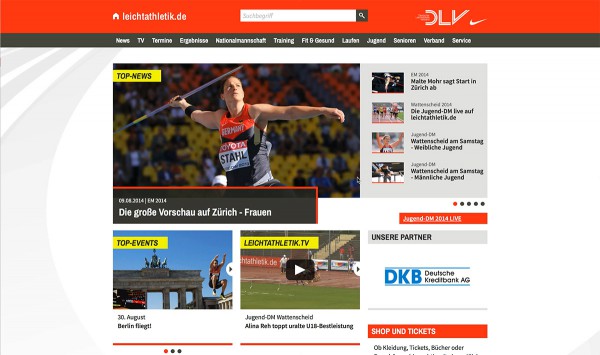 leichtathletik.de
Suchbegriff
DLV
News TV Termine Ergebnisse Nationalmannschaft Training Fit & Gesund Laufen Jugend Senioren Verband Service
TOP-NEWS
GERMANY
TOYOTA
STAHL
09.08.2014 | EM 2014
Die große Vorschau auf Zürich - Frauen
EM 2014
Malte Mohr sagt Start in
Zürich ab
Wattenscheid 2014
Die Jugend-DM live auf
leichtathletik.de
Jugend-DM
Wattenscheid am Samstag
- Weibliche Jugend
Jugend-DM
Wattenscheid am Samstag
- Männliche Jugend
Jugend-DM 2014 LIVE
TOP-EVENTS
30. August
Berlin fliegt!
LEICHTATHLETIK.TV
leichtathletik.de
Jugend-DM Wattenscheid
Alina Reh toppt uralte U18-Bestleistung
UNSERE PARTNER
DKB Deutsche
Kreditbank AG
SHOP UND TICKETS
Ob Kleidung, Tickets, Bücher oder